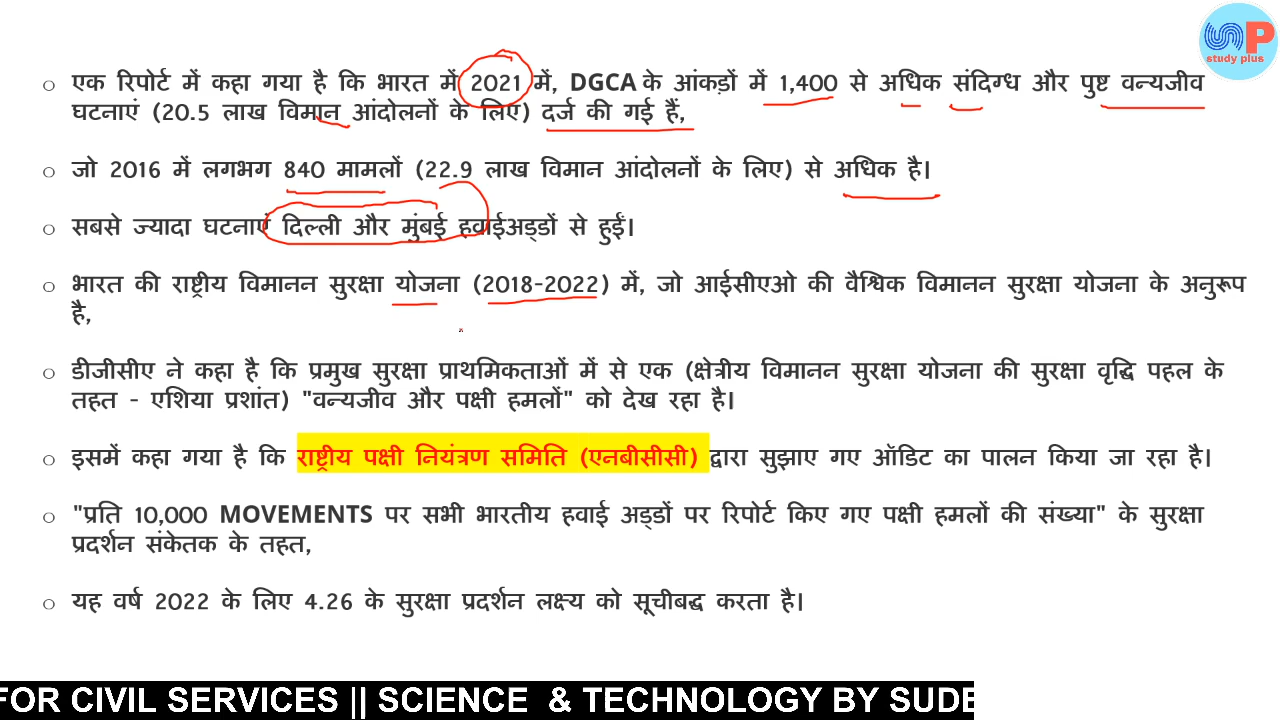 SP
study plus
एक रिपोर्ट में कहा गया है कि भारत में 2021 में, DGCA के आंकड़ों में 1,400 से अधिक संदिग्ध और पुष्ट वन्यजीव
घटनाएं (20.5 लाख विमान आंदोलनों के लिए) दर्ज की गई हैं,
जो 2016 में लगभग 840 मामलों (22.9 लाख विमान आंदोलनों के लिए) से अधिक है।
सबसे ज्यादा घटनाएं दिल्ली और मुंबई हवाईअड्डों से हुईं।
भारत की राष्ट्रीय विमानन सुरक्षा योजना (2018-2022) में, जो आईसीएओ की वैश्विक विमानन सुरक्षा योजना के अनुरूप
है,
डीजीसीए ने कहा है कि प्रमुख सुरक्षा प्राथमिकताओं में से एक (क्षेत्रीय विमानन सुरक्षा योजना की सुरक्षा वृद्धि पहल के
तहत - एशिया प्रशांत) "वन्यजीव और पक्षी हमलों" को देख रहा है।
इसमें कहा गया है कि राष्ट्रीय पक्षी नियंत्रण समिति (एनबीसीसी) द्वारा सुझाए गए ऑडिट का पालन किया जा रहा है।
"प्रति 10,000 MOVEMENTS पर सभी भारतीय हवाई अड्डों पर रिपोर्ट किए गए पक्षी हमलों की संख्या" के सुरक्षा
प्रदर्शन संकेतक के तहत,
यह वर्ष 2022 के लिए 4.26 के सुरक्षा प्रदर्शन लक्ष्य को सूचीबद्ध करता है।
FOR CIVIL SERVICES || SCIENCE & TECHNOLOGY BY SUDE